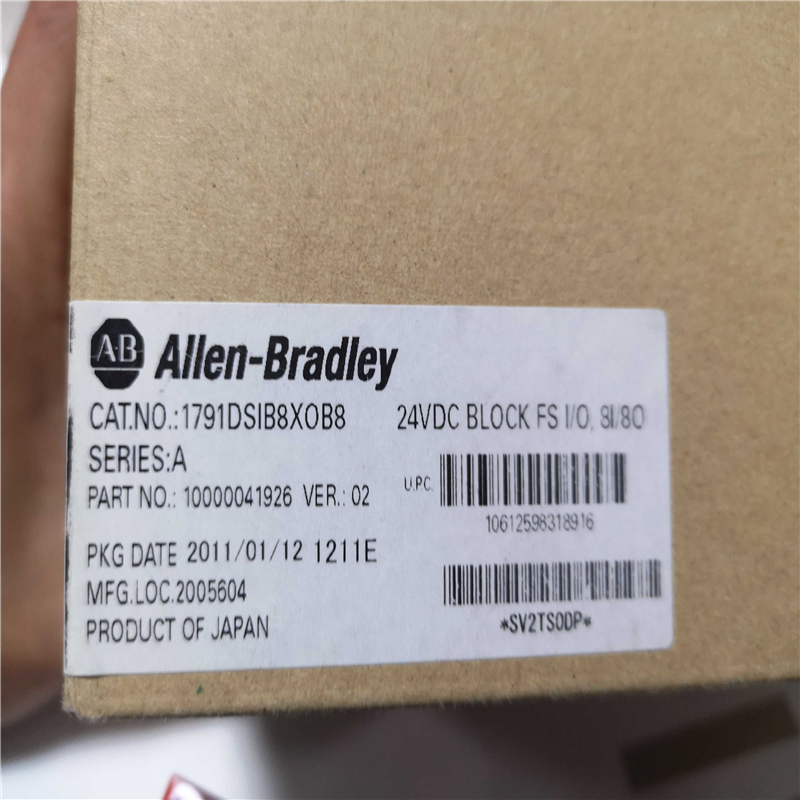 AB Allen-Bradley
CAT.NO.:1791DSIB8XOB8 24VDC BLOCK FS I/O, 8I/8O
SERIES:A
PART NO.: 10000041926 VER.: 02
U.P.C.
10612598318916
PKG DATE 2011/01/12 1211E
MFG.LOC.2005604
PRODUCT OF JAPAN
*SV2TSODP*